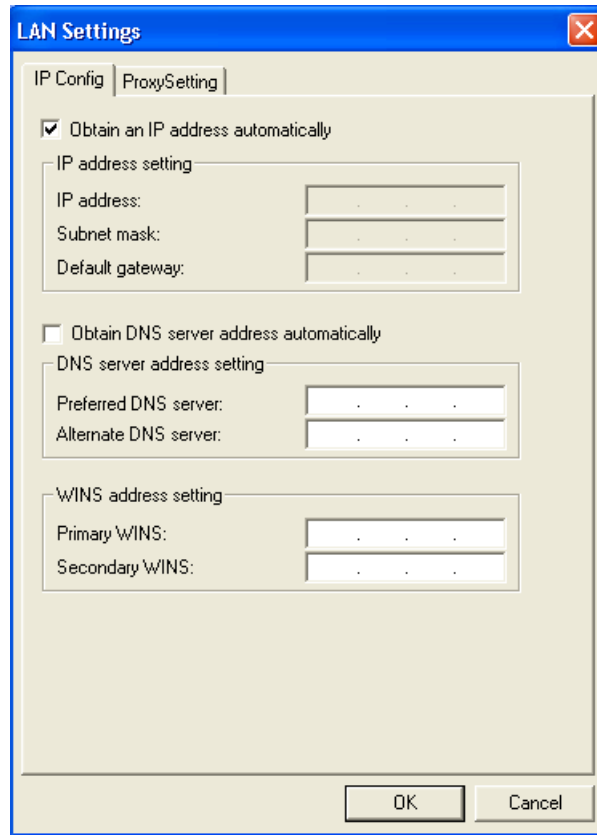 LAN Settings
IP Config
ProxySetting
Obtain an IP address automatically
IP address setting
IP address:
Subnet mask:
Default gateway:
Obtain DNS server address automatically
DNS server address setting
Preferred DNS server:
Alternate DNS server:
WINS address setting
Primary WINS:
Secondary WINS:
OK
Cancel